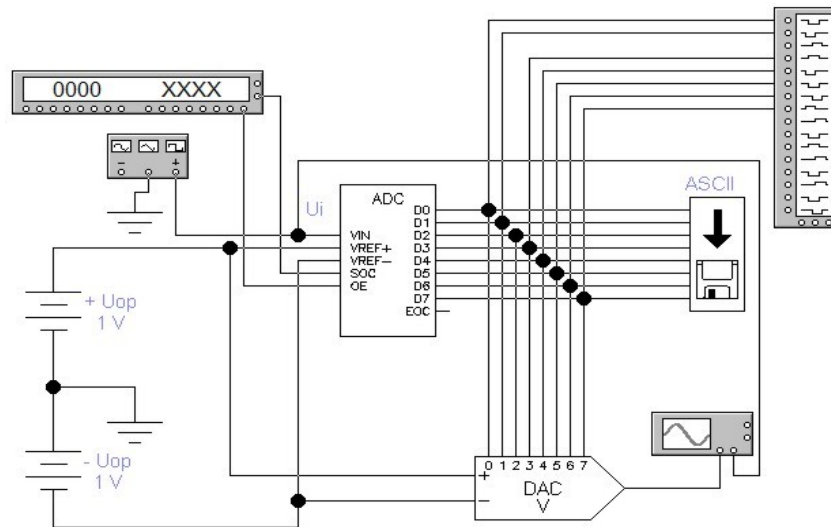 0000 XXXX
− +
ASCII
Ui
ADC
VIN
VREF+
VREF−
SOC
OE
D0
D1
D2
D3
D4
D5
D6
D7
EOC
+ Uop
1 V
- Uop
1 V
0 1 2 3 4 5 6 7
+
−
DAC
V